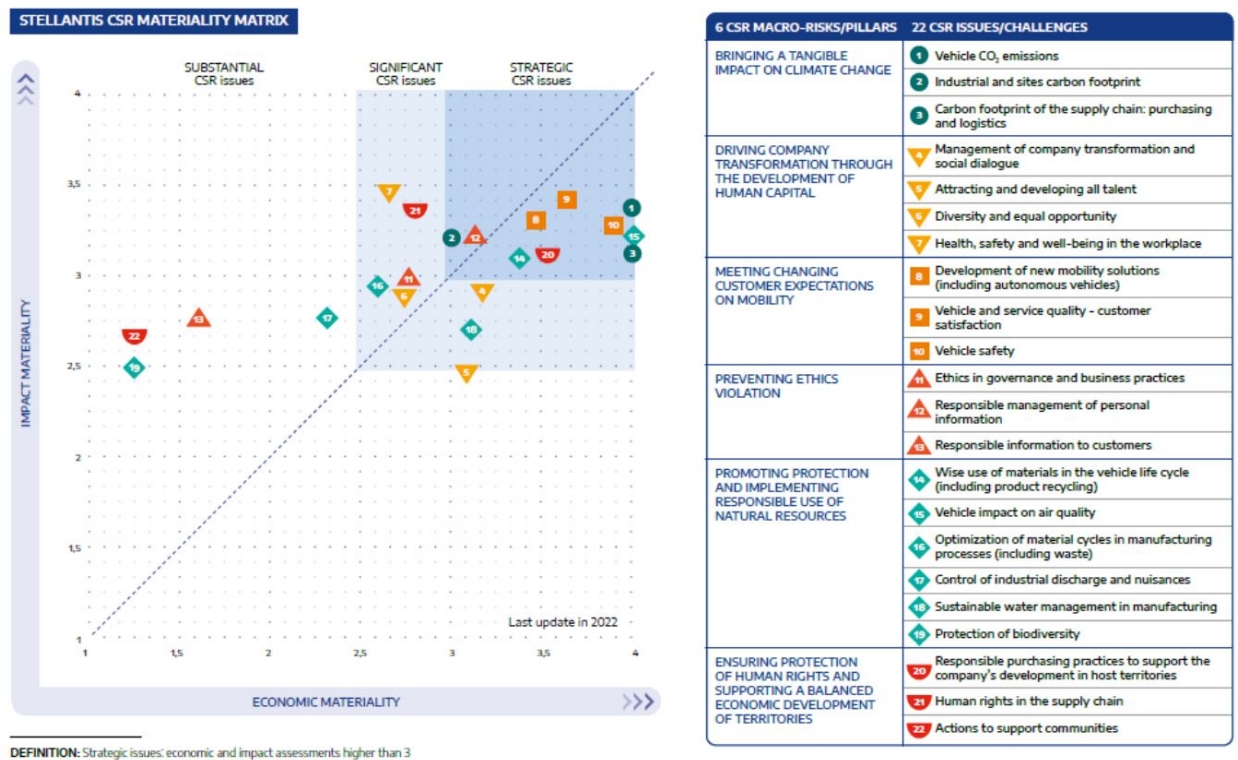 STELLANTIS CSR MATERIALITY MATRIX
SUBSTANTIAL
CSR issues
SIGNIFICANT
CSR issues
STRATEGIC
CSR issues
4
3,5
3
2,5
2
1,5
1
IMPACT MATERIALITY
7
21
9
8
10
1
15
3
2
12
14
20
11
16
6
4
17
18
13
22
19
5
Last update in 2022
1
1,5
2
2,5
3
3,5
4
ECONOMIC MATERIALITY
DEFINITION: Strategic issues: economic and impact assessments higher than 3
6 CSR MACRO-RISKS/PILLARS 22 CSR ISSUES/CHALLENGES
BRINGING A TANGIBLE
IMPACT ON CLIMATE CHANGE
1 Vehicle CO₂ emissions
2 Industrial and sites carbon footprint
3 Carbon footprint of the supply chain: purchasing
and logistics
DRIVING COMPANY
TRANSFORMATION THROUGH
THE DEVELOPMENT OF
HUMAN CAPITAL
4 Management of company transformation and
social dialogue
5 Attracting and developing all talent
6 Diversity and equal opportunity
7 Health, safety and well-being in the workplace
MEETING CHANGING
CUSTOMER EXPECTATIONS
ON MOBILITY
8 Development of new mobility solutions
(including autonomous vehicles)
9 Vehicle and service quality - customer
satisfaction
10 Vehicle safety
PREVENTING ETHICS
VIOLATION
11 Ethics in governance and business practices
12 Responsible management of personal
information
13 Responsible information to customers
PROMOTING PROTECTION
AND IMPLEMENTING
RESPONSIBLE USE OF
NATURAL RESOURCES
14 Wise use of materials in the vehicle life cycle
(including product recycling)
15 Vehicle impact on air quality
16 Optimization of material cycles in manufacturing
processes (including waste)
17 Control of industrial discharge and nuisances
18 Sustainable water management in manufacturing
19 Protection of biodiversity
ENSURING PROTECTION
OF HUMAN RIGHTS AND
SUPPORTING A BALANCED
ECONOMIC DEVELOPMENT
OF TERRITORIES
20 Responsible purchasing practices to support the
company's development in host territories
21 Human rights in the supply chain
22 Actions to support communities